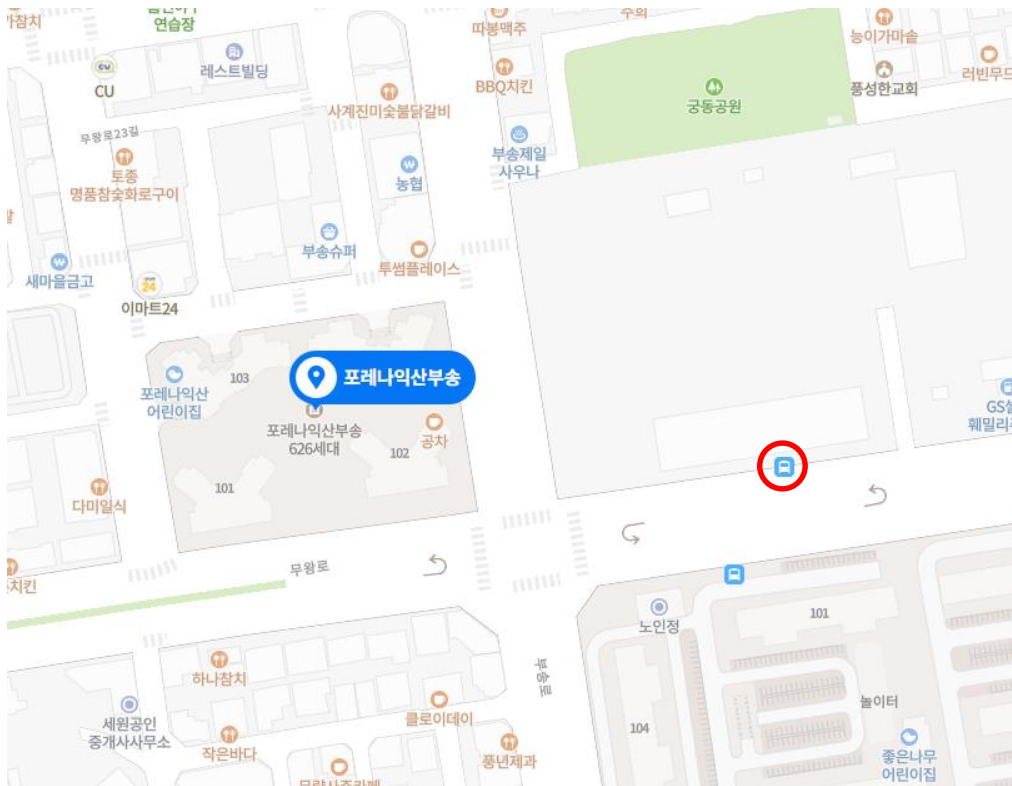 가참치
연습장
CU
CU
레스트빌딩
따봉맥주
BBQ치킨
능이가마솥
풍성한교회
러빈무드
궁동공원
사계진미숯불닭갈비
무왕로23길
토종
명품참숯화로구이
농협
부송제일
사우나
부송슈퍼
투썸플레이스
새마을금고
24
이마트24
103
포레나익산
어린이집
포레나익산부송
포레나익산부송
626세대
102
공차
101
다미일식
치킨
무왕로
노인정
101
104
놀이터
좋은나무
어린이집
부송로
하나참치
세원공인
중개사사무소
작은바다
클로이데이
풍년제과